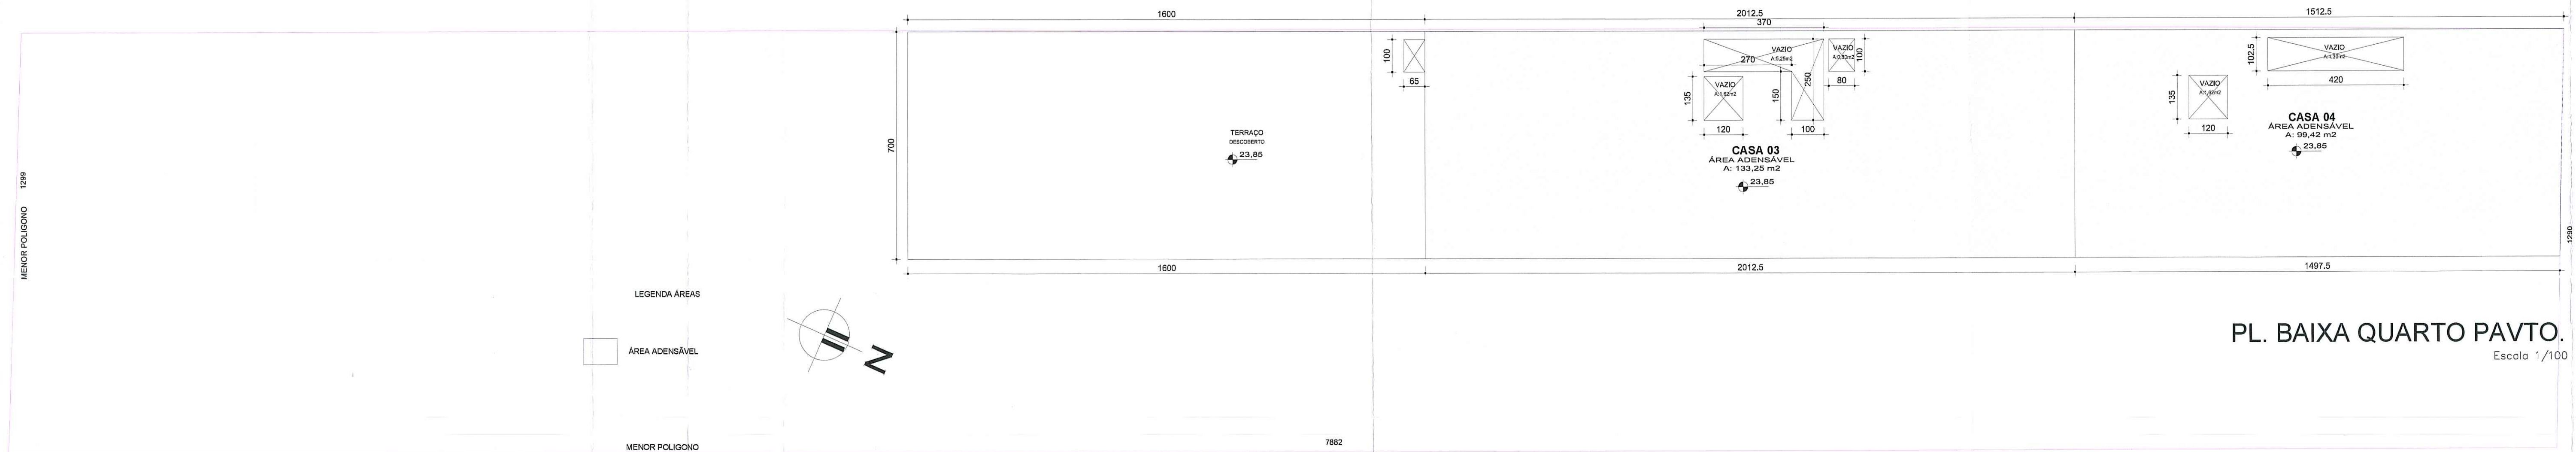 1600
2012.5
1512.5
370
100
65
VAZIO
270
250
150
100
VAZIO
100
80
VAZIO
135
120
VAZIO
102,5
420
VAZIO
135
120
700
TERRAÇO
DESCOBERTO
23,85
CASA 03
ÁREA ADENSÁVEL
A: 133,25 m2
23,85
CASA 04
ÁREA ADENSÁVEL
A: 99,42 m2
23,85
MENOR POLIGONO 1299
1290
1600
2012.5
1497.5
LEGENDA ÁREAS
ÁREA ADENSÁVEL
N
PL. BAIXA QUARTO PAVTO.
Escala 1/100
MENOR POLIGONO
7882